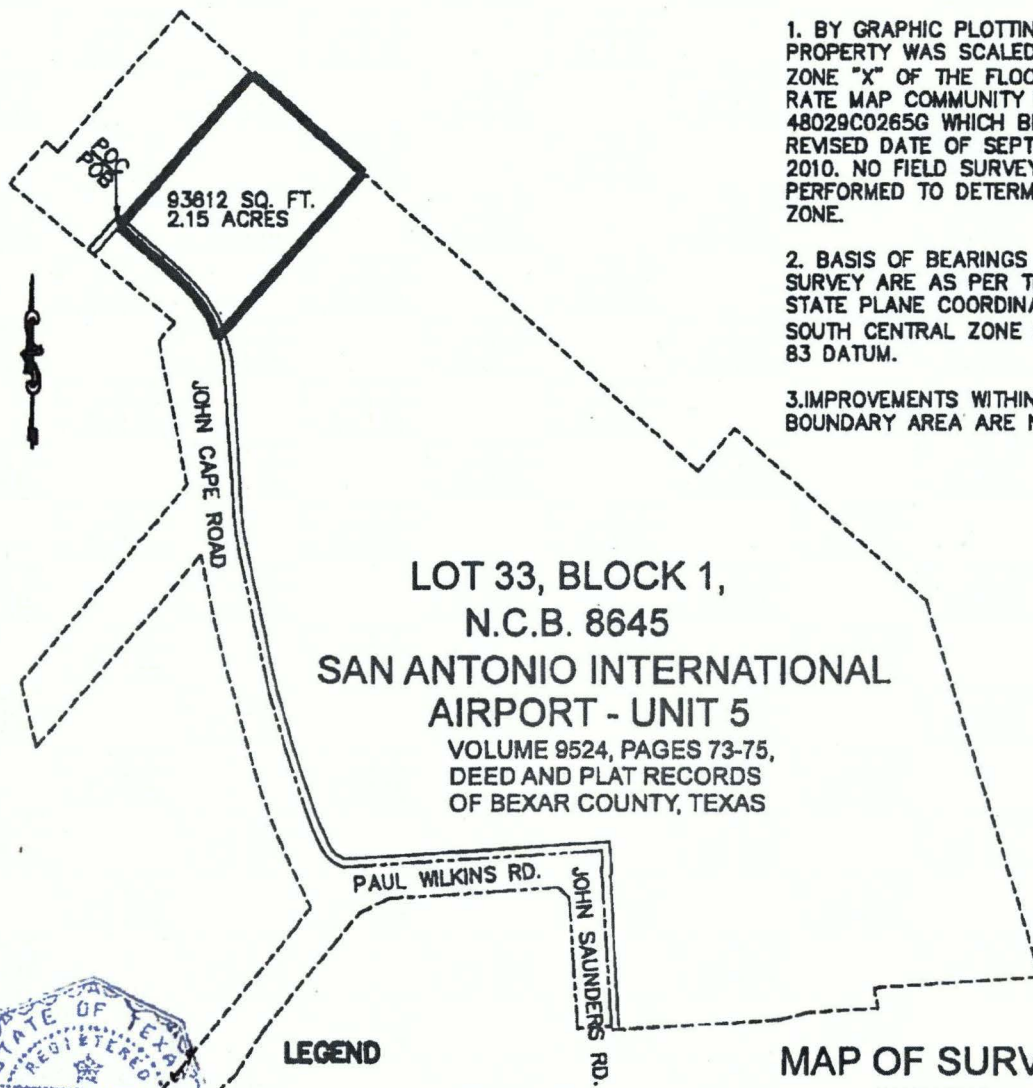 1. BY GRAPHIC PLOTTIN
PROPERTY WAS SCALED
ZONE "X" OF THE FLOO
RATE MAP COMMUNITY
48029C0265G WHICH B
REVISED DATE OF SEPT
2010. NO FIELD SURVEY
PERFORMED TO DETERM
ZONE.
2. BASIS OF BEARINGS
SURVEY ARE AS PER T
STATE PLANE COORDINA
SOUTH CENTRAL ZONE
83 DATUM.
3.IMPROVEMENTS WITHIN
BOUNDARY AREA ARE N
POC
POB
93812 SQ. FT.
2.15 ACRES
JOHN CAPE ROAD
LOT 33, BLOCK 1,
N.C.B. 8645
SAN ANTONIO INTERNATIONAL
AIRPORT - UNIT 5
VOLUME 9524, PAGES 73-75,
DEED AND PLAT RECORDS
OF BEXAR COUNTY, TEXAS
PAUL WILKINS RD.
JOHN SAUNDERS RD.
STATE OF TEXA
REGISTERED
LEGEND
MAP OF SURV